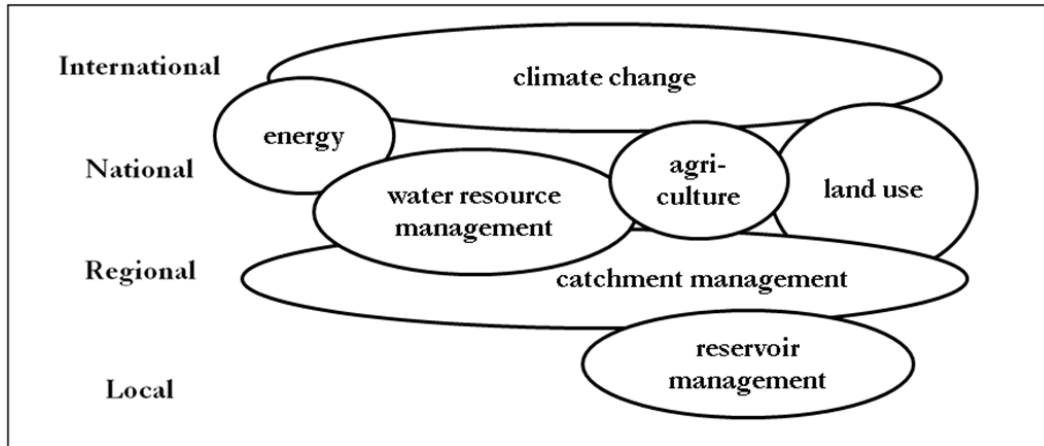 International
climate change
energy
National
agri-
culture
land use
water resource
management
Regional
catchment management
reservoir
management
Local